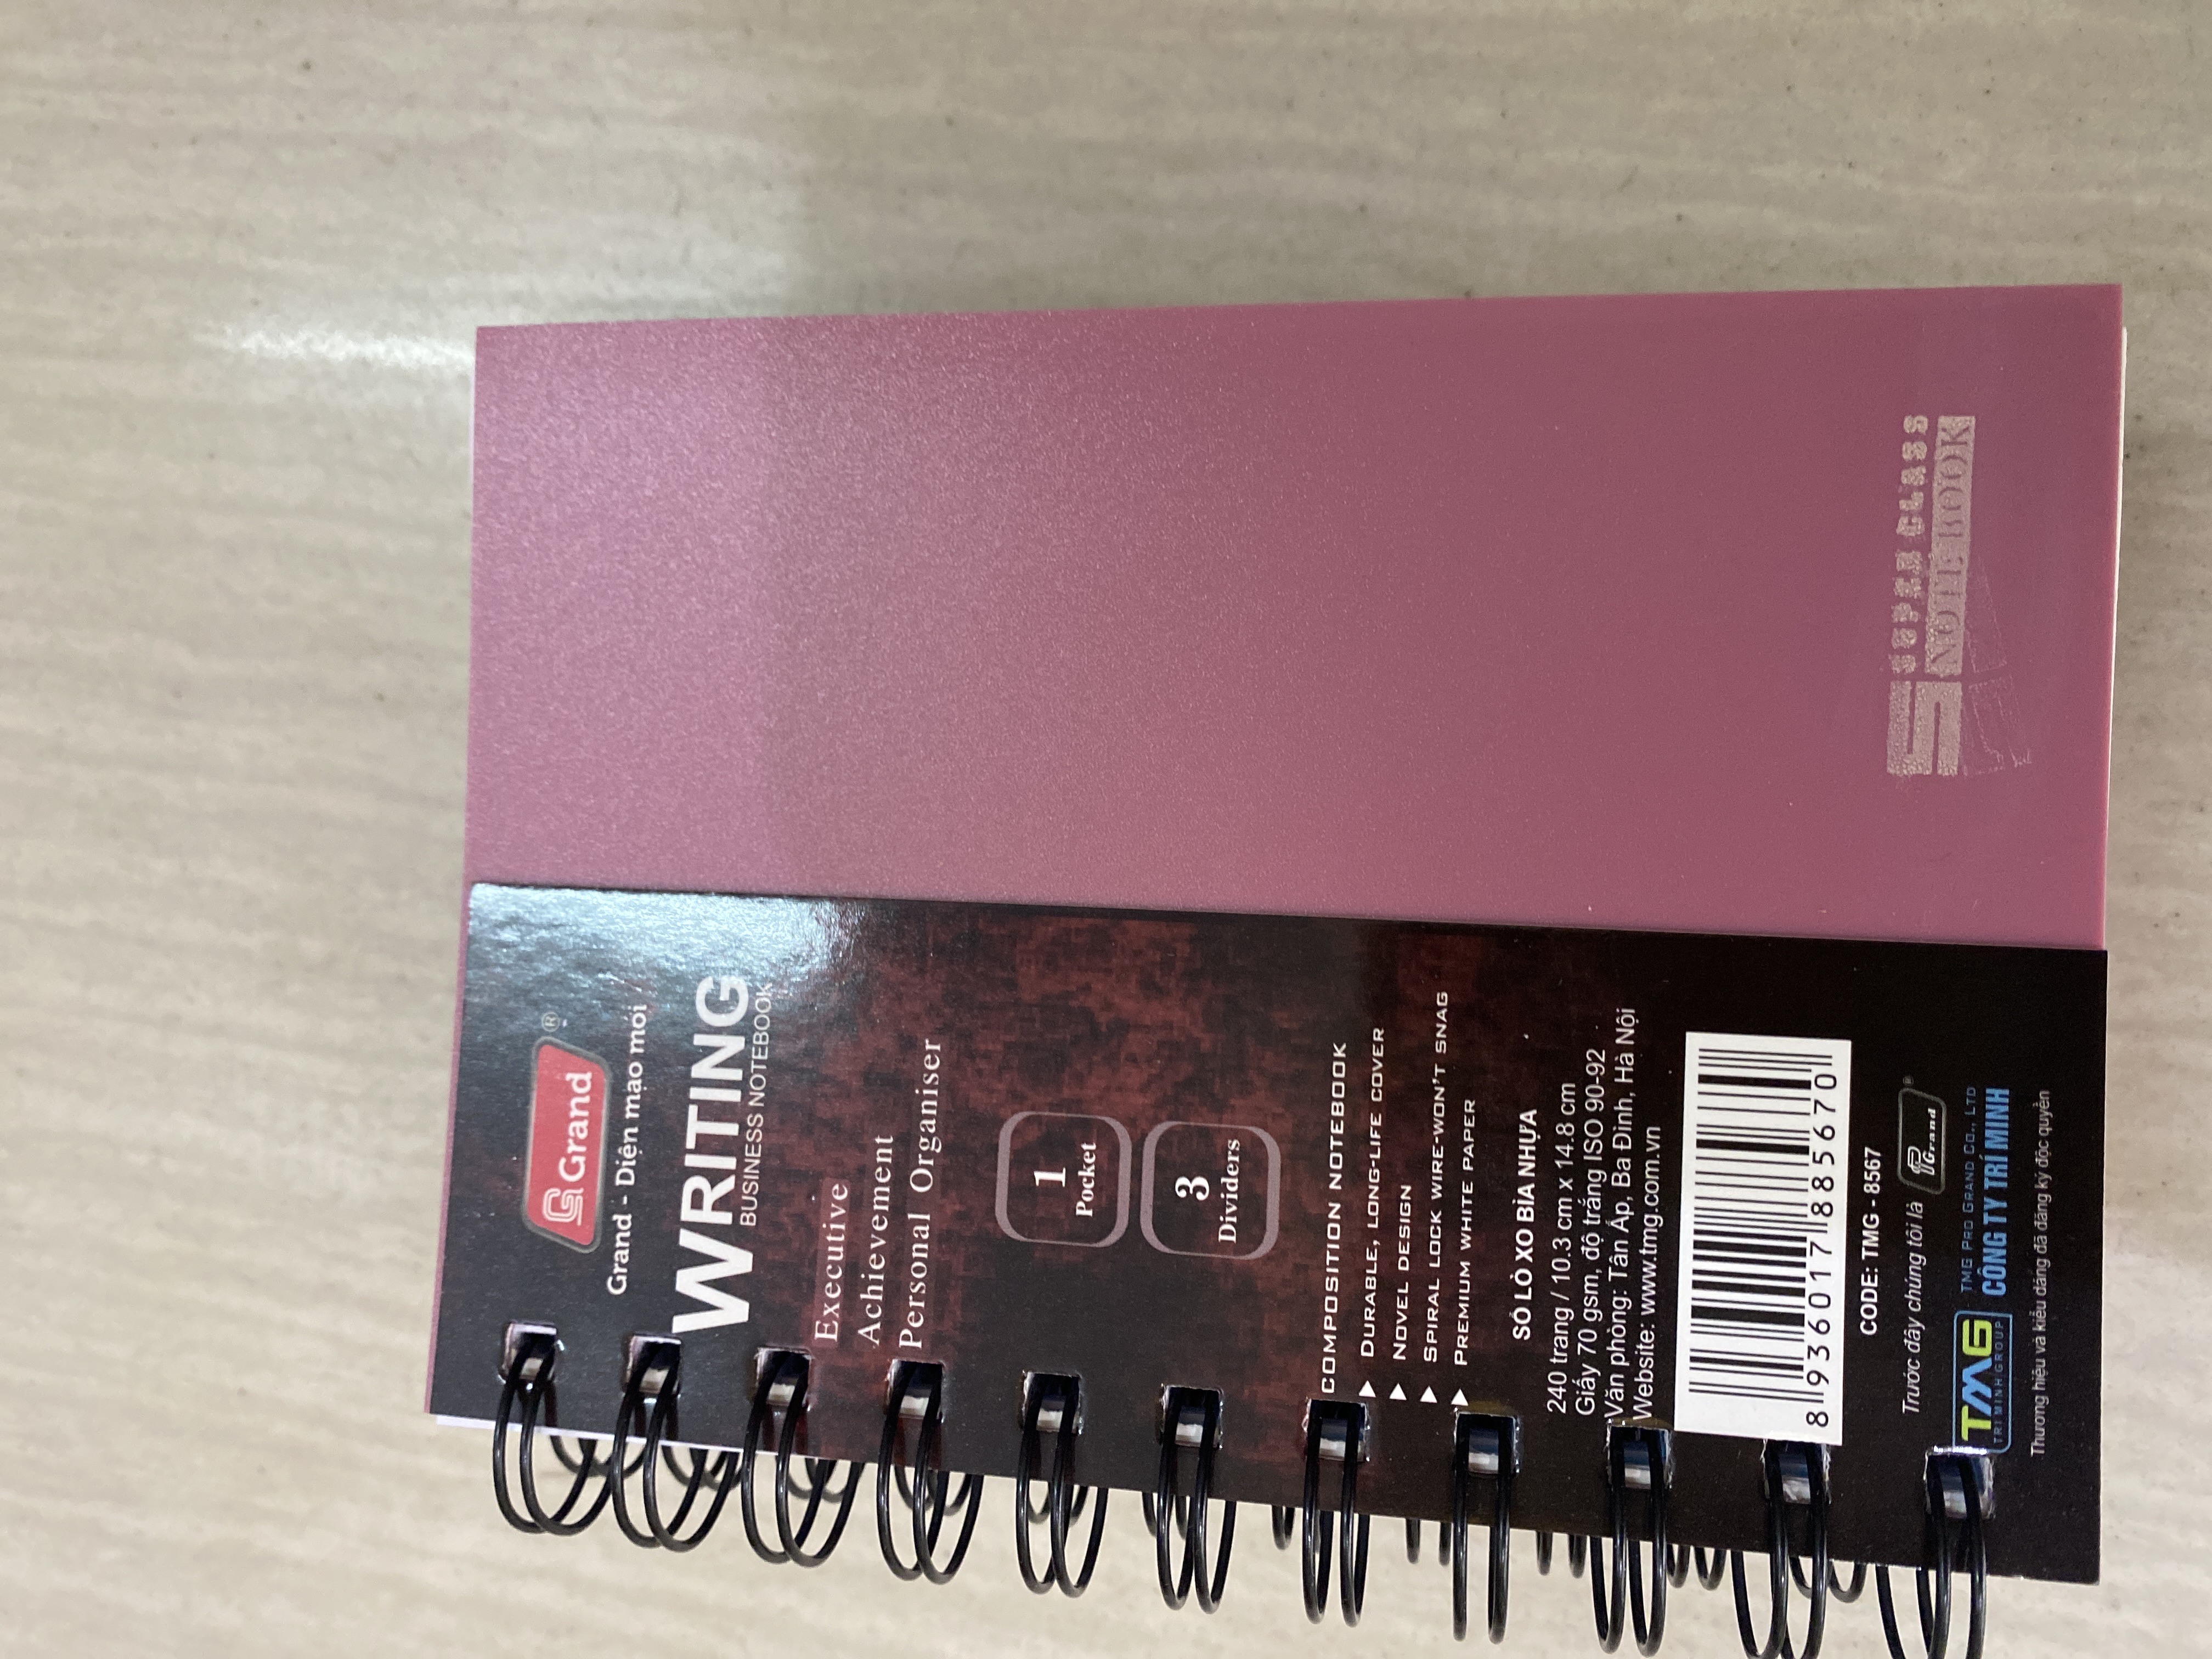 Grand ®
Grand - Diện mạo mới
WRITING
BUSINESS NOTEBOOK
Executive
Achievement
Personal Organiser
1
Pocket
3
Dividers
COMPOSITION NOTEBOOK
▶ DURABLE, LONG-LIFE COVER
▶ NOVEL DESIGN
▶ SPIRAL LOCK WIRE-WON'T SNAG
▶ PREMIUM WHITE PAPER
SỔ LÒ XO BÌA NHỰA
240 trang / 10.3 cm x 14.8 cm
Giấy 70 gsm, độ trắng ISO 90-92
Văn phòng: Tân Ấp, Ba Đình, Hà Nội
Website: www.tmg.com.vn
8 936017 885670
CODE: TMG - 8567
Trước đây chúng tôi là Grand ®
TMG TMG PRO GRAND CO., LTD
TRI MINH GROUP CÔNG TY TRÍ MINH
Thương hiệu và kiểu dáng đã đăng ký độc quyền
SUPER CLASS
NOTE BOOK